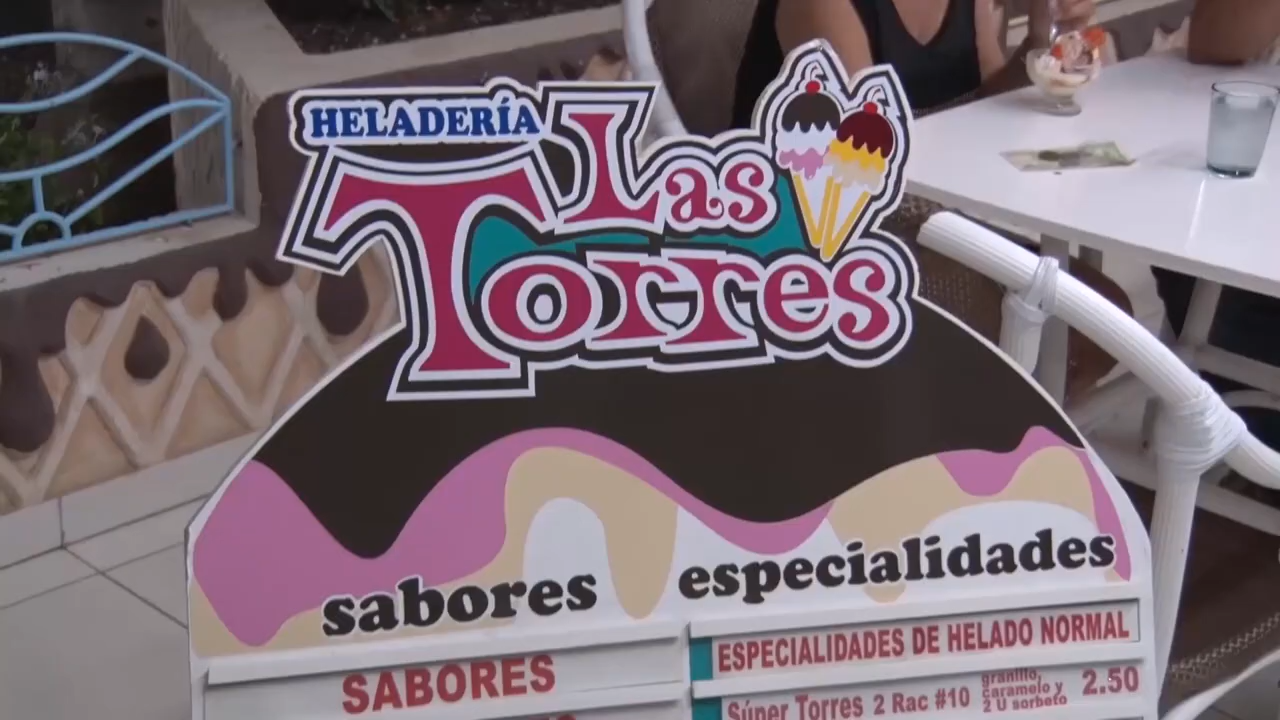 HELADERÍA
Las
Torres
sabores especialidades
SABORES
ESPECIALIDADES DE HELADO NORMAL
Súper Torres 2 Rac #10 granillo, caramelo y 2 U sorbeto 2.50